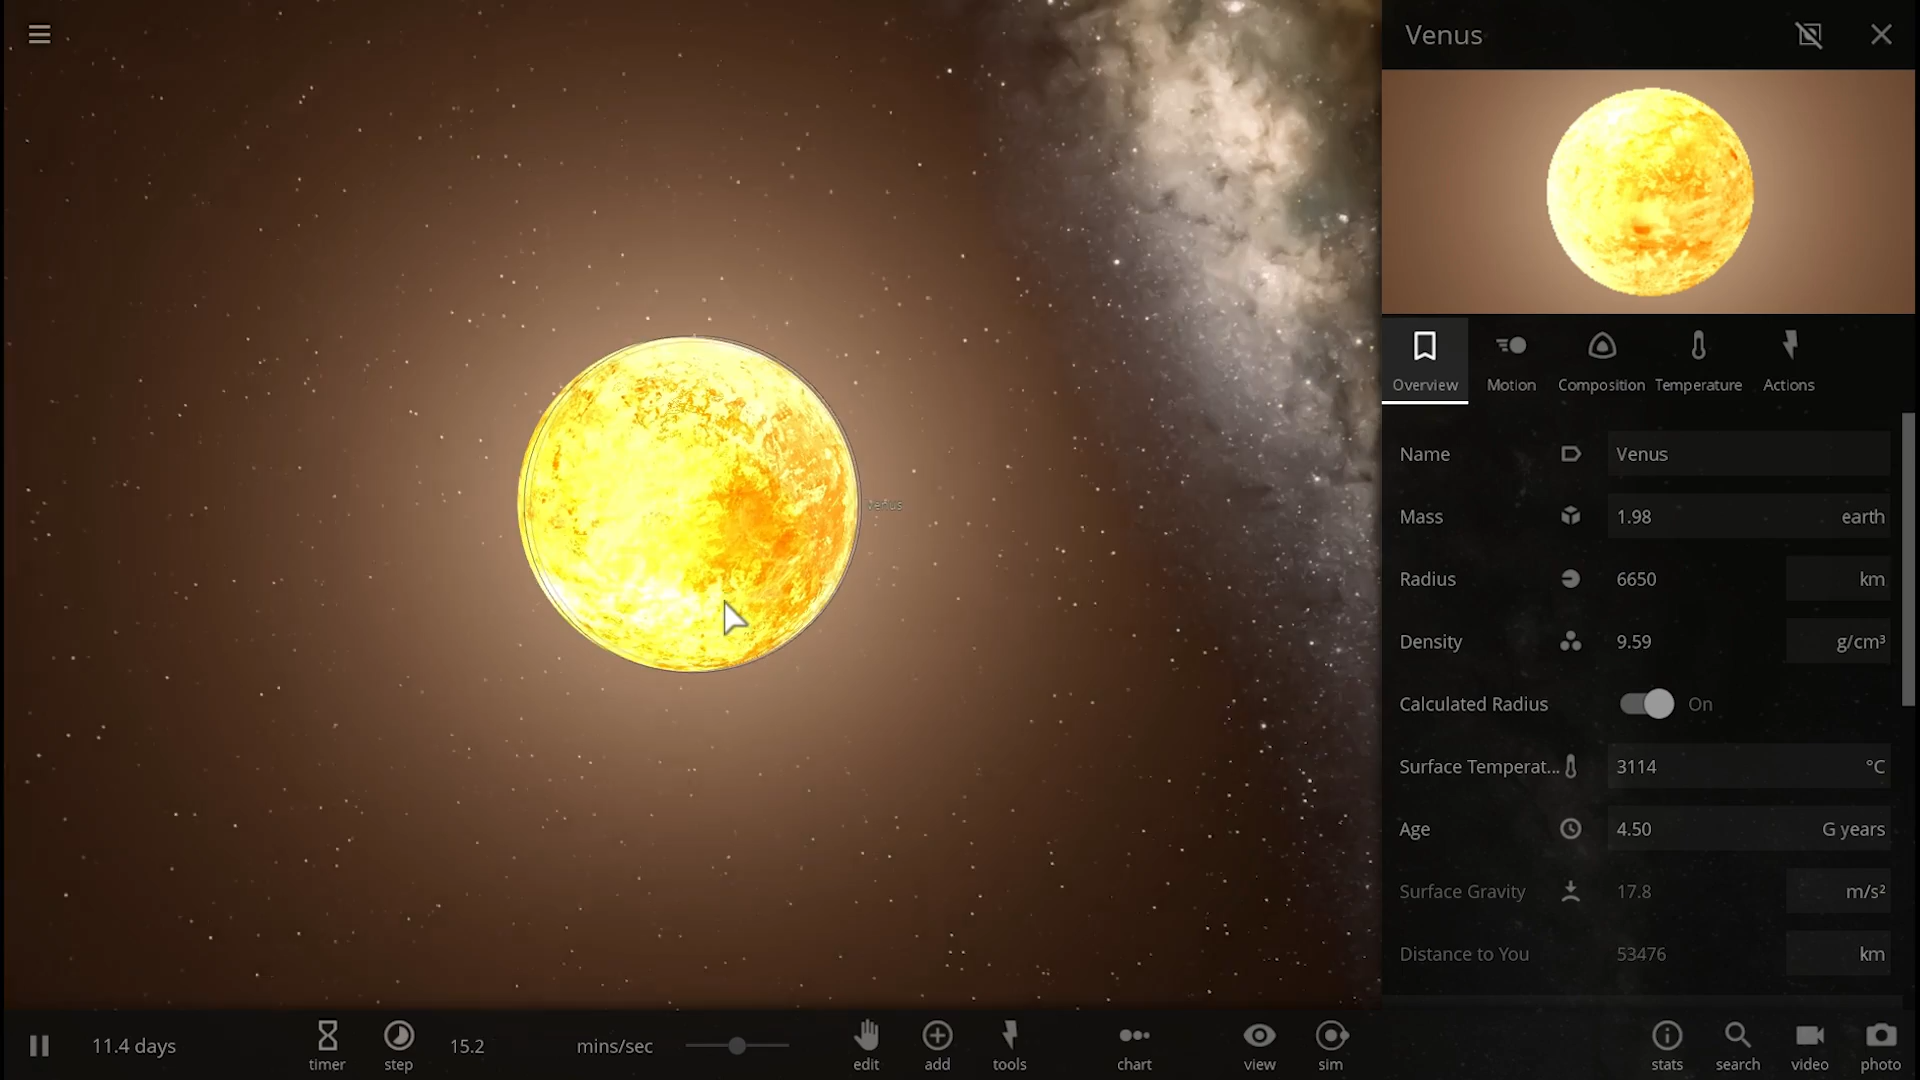 Venus
Overview
Motion
Composition
Temperature
Actions
Name Venus
Mass 1.98 earth
Radius 6650 km
Density 9.59 g/cm³
Calculated Radius On
Surface Temperat... 3114 °C
Age 4.50 G years
Surface Gravity 17.8 m/s²
Distance to You 53476 km
Venus
11.4 days
timer
step
15.2 mins/sec
edit
add
tools
chart
view
sim
stats
search
video
photo